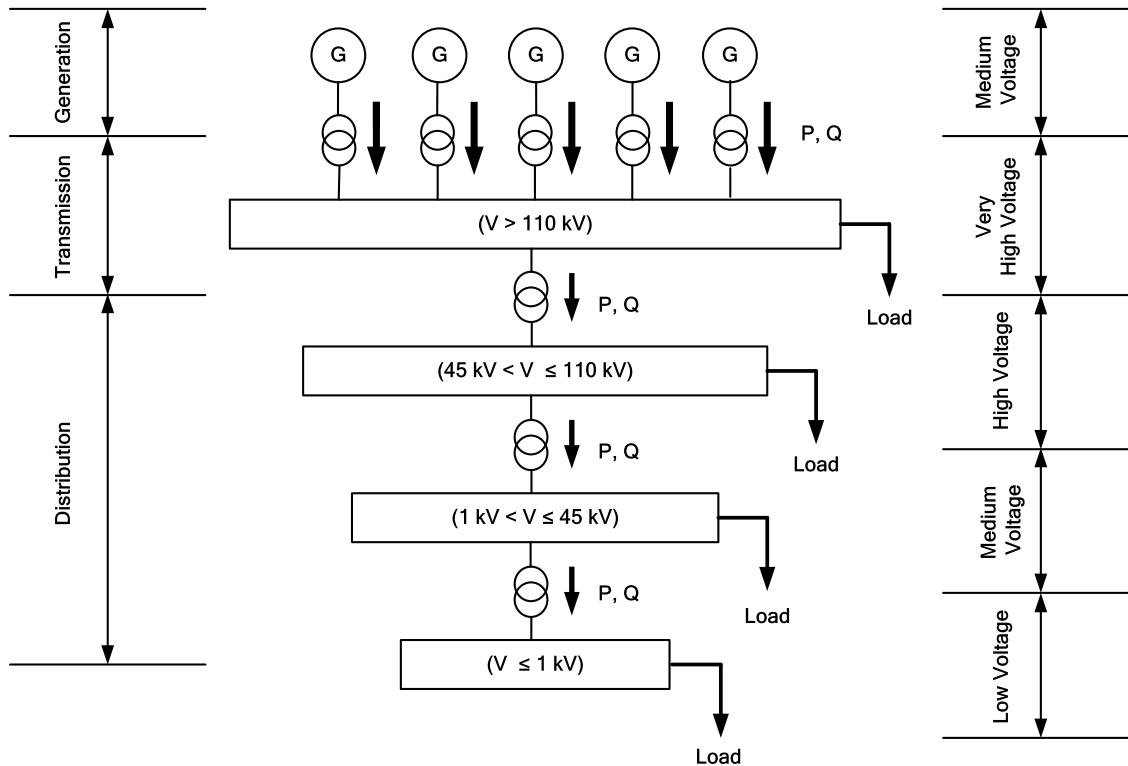 Generation
G
G
G
G
G
Medium
Voltage
P, Q
Transmission
(V > 110 kV)
Very
High Voltage
P, Q
Load
Distribution
(45 kV < V ≤ 110 kV)
High Voltage
P, Q
Load
(1 kV < V ≤ 45 kV)
Medium
Voltage
P, Q
Load
(V ≤ 1 kV)
Low Voltage
Load